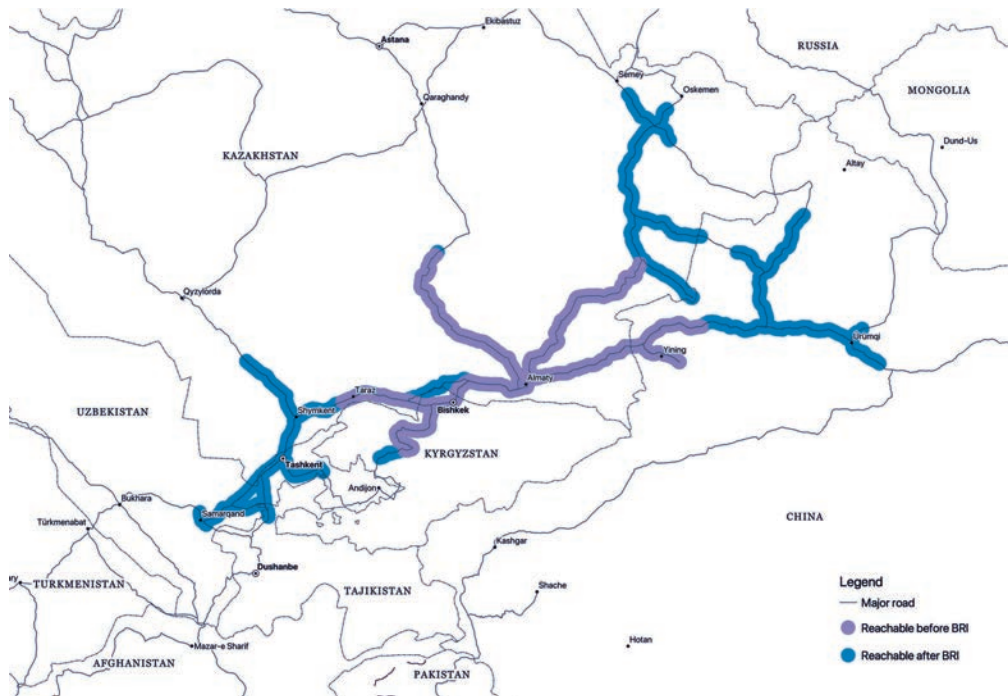 Ekibastuz
Astana
RUSSIA
Semey
Oskemen
MONGOLIA
Qaraghandy
Dund-Us
KAZAKHSTAN
Altay
Qyzylorda
Urumqi
Yining
Almaty
Taraz
Bishkek
Shymkent
UZBEKISTAN
KYRGYZSTAN
Tashkent
Andijon
Bukhara
Samarqand
CHINA
Türkmenabat
Kashgar
Dushanbe
TURKMENISTAN
TAJIKISTAN
Shache
Legend
Major road
Reachable before BRI
Reachable after BRI
Hotan
Mazar-e Sharif
AFGHANISTAN
PAKISTAN